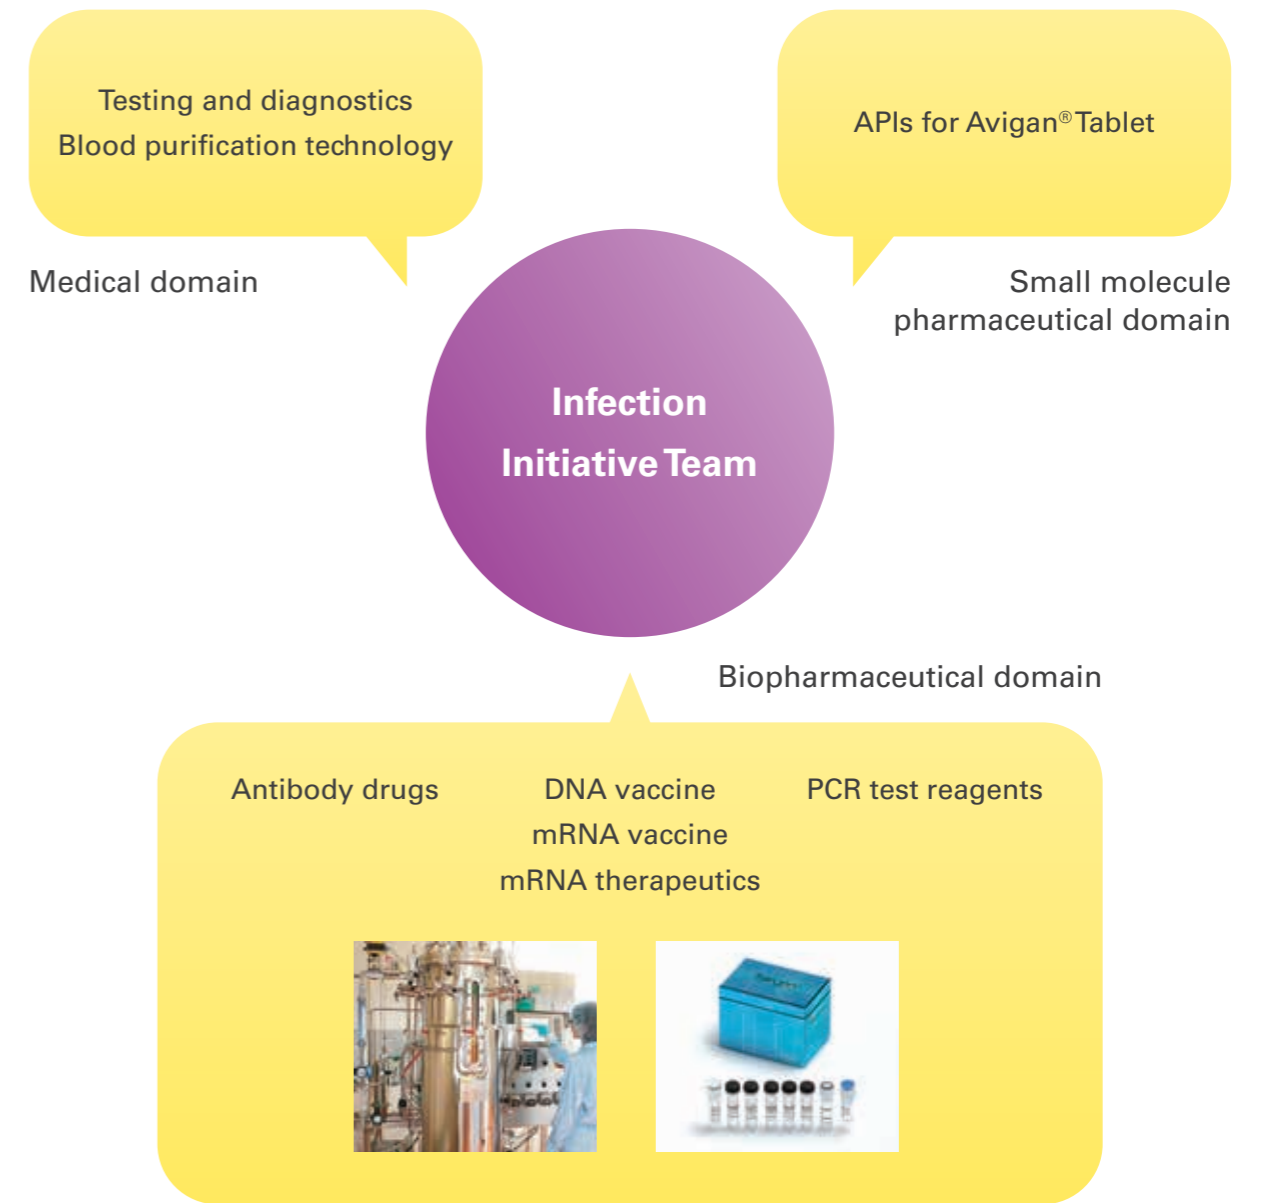 Testing and diagnostics
Blood purification technology
APIs for Avigan® Tablet
Medical domain
Small molecule
pharmaceutical domain
Infection
Initiative Team
Biopharmaceutical domain
Antibody drugs
DNA vaccine
PCR test reagents
mRNA vaccine
mRNA therapeutics